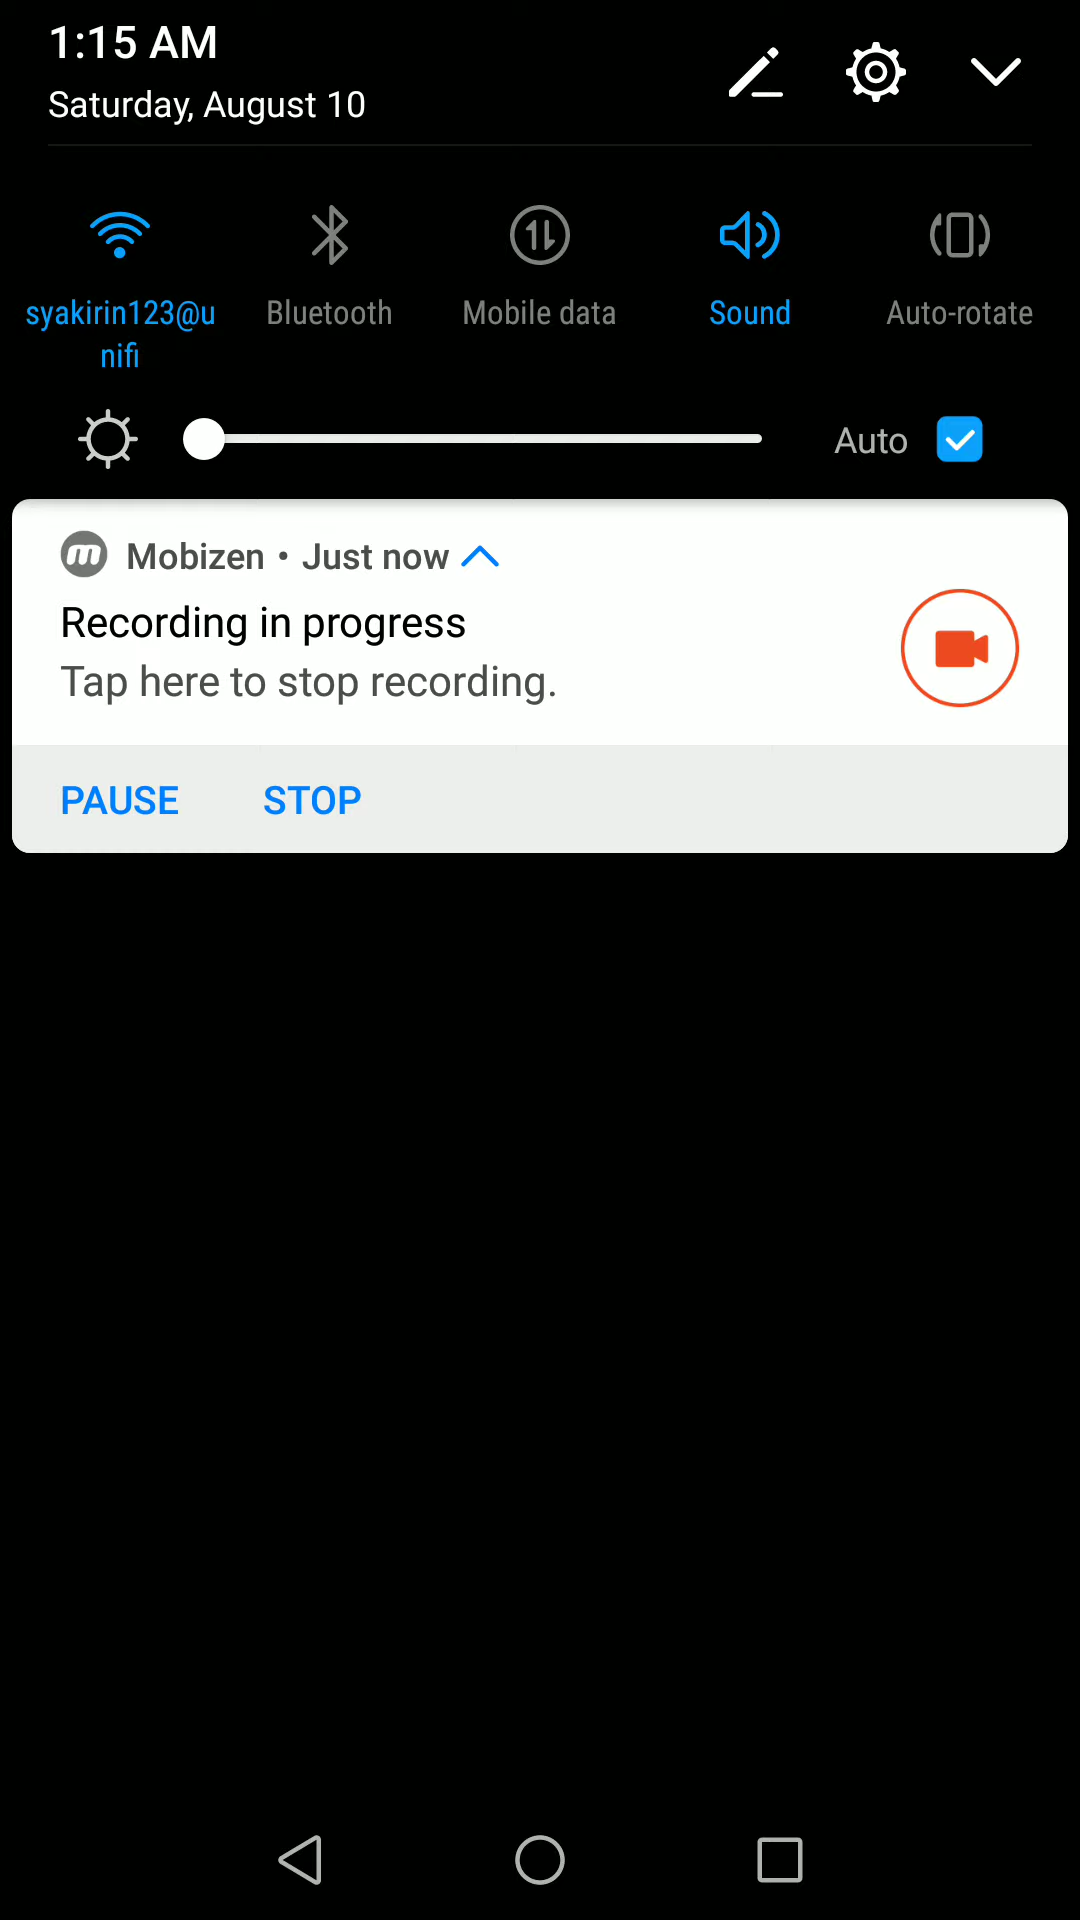 1:15 AM
Saturday, August 10
syakirin123@u
nifi
Bluetooth
Mobile data
Sound
Auto-rotate
Auto
m Mobizen • Just now
Recording in progress
Tap here to stop recording.
PAUSE STOP